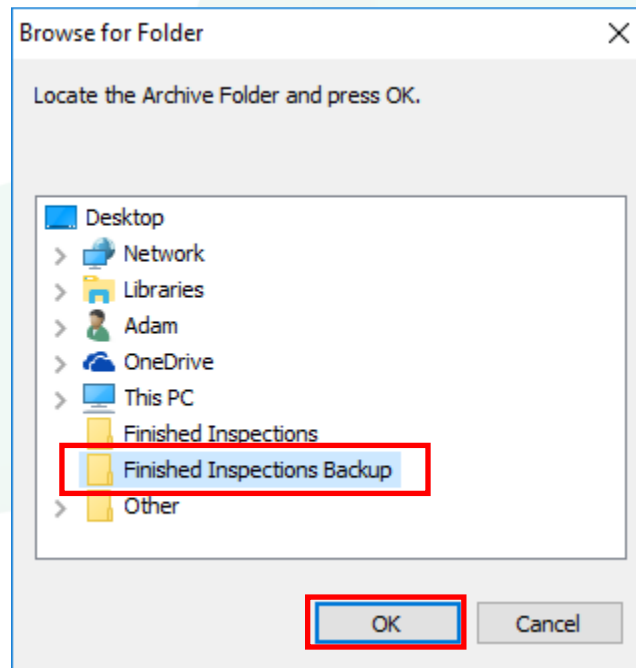 Browse for Folder
Locate the Archive Folder and press OK.
Desktop
Network
Libraries
Adam
OneDrive
This PC
Finished Inspections
Finished Inspections Backup
Other
OK Cancel